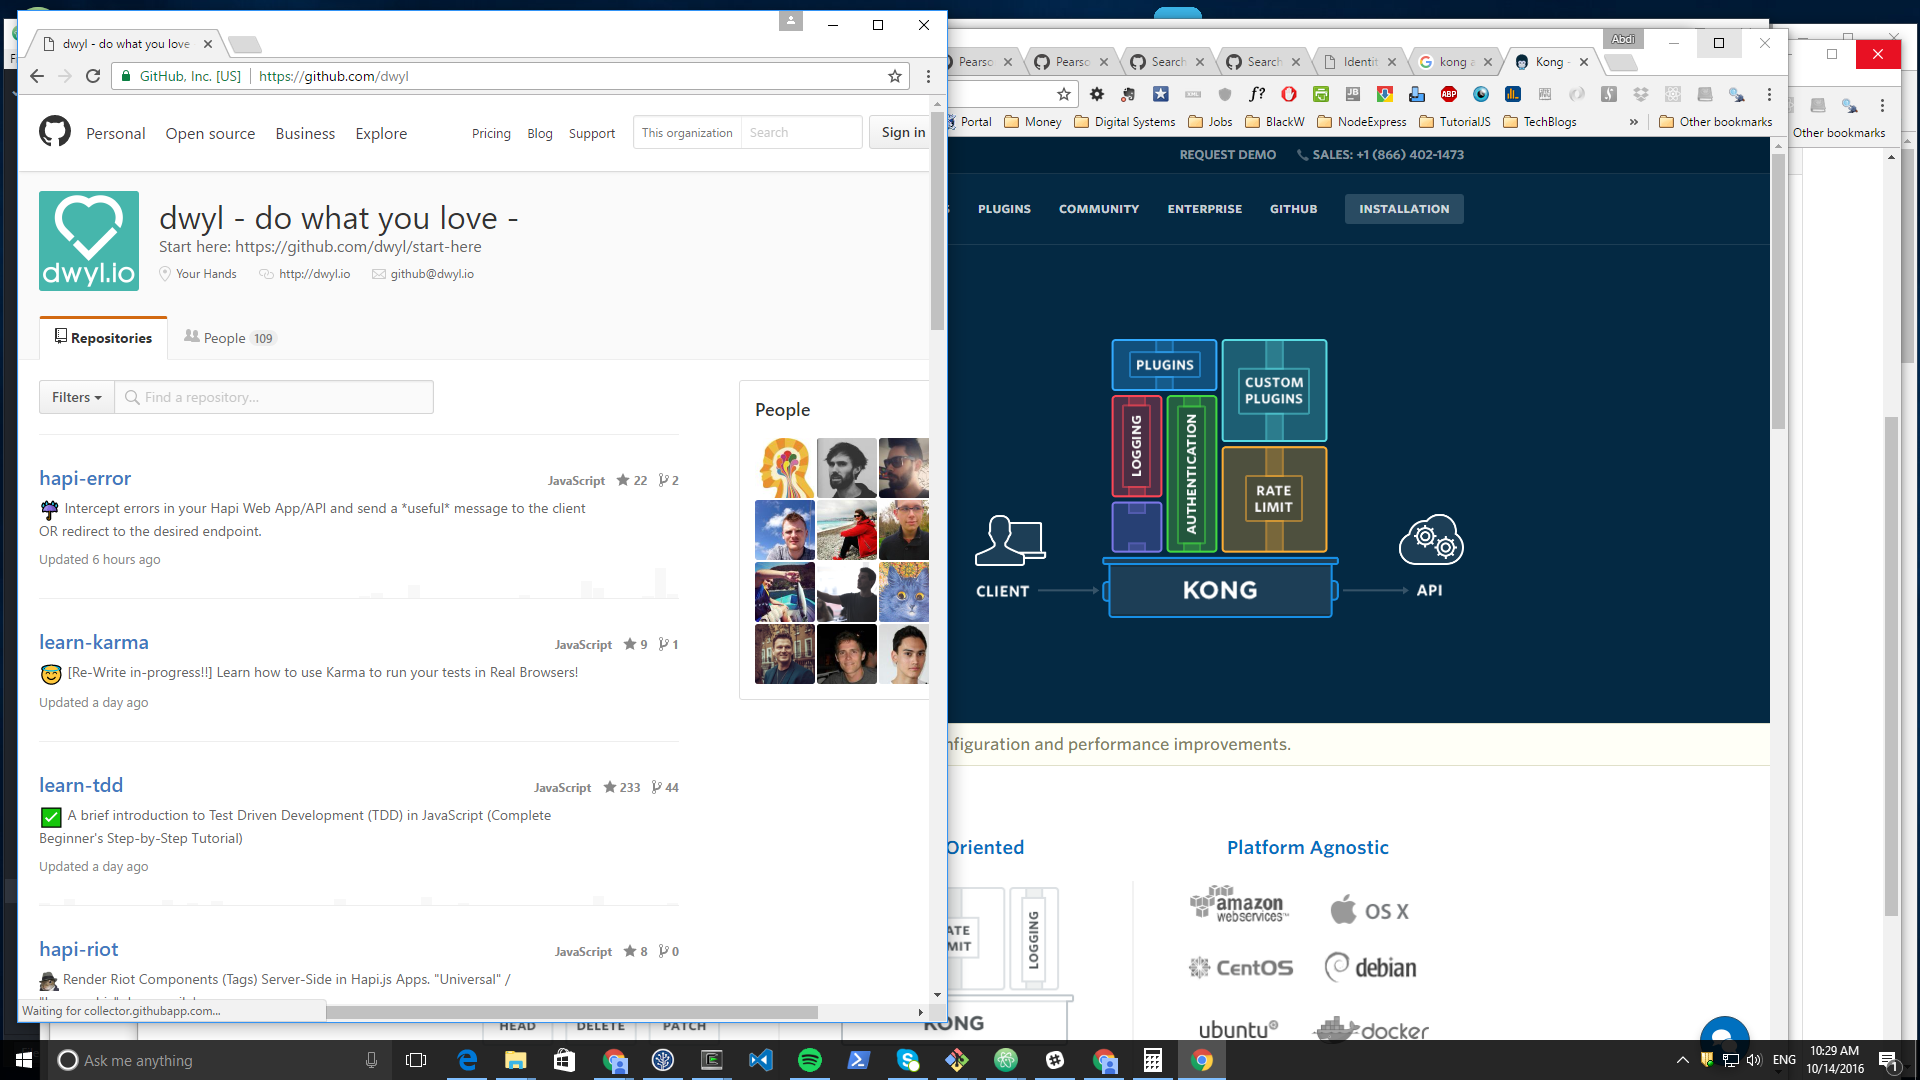 dwyl - do what you love
GitHub, Inc. [US]
https://github.com/dwyl
Personal
Open source
Business
Explore
Pricing
Blog
Support
This organization
Search
Sign in
dwyl.io
dwyl - do what you love -
Start here: https://github.com/dwyl/start-here
Your Hands
http://dwyl.io
github@dwyl.io
Repositories
People 109
Filters
Find a repository...
People
hapi-error
JavaScript 22 2
Intercept errors in your Hapi Web App/API and send a *useful* message to the client
OR redirect to the desired endpoint.
Updated 6 hours ago
learn-karma
JavaScript 9 1
[Re-Write in-progress!!] Learn how to use Karma to run your tests in Real Browsers!
Updated a day ago
learn-tdd
JavaScript 233 44
A brief introduction to Test Driven Development (TDD) in JavaScript (Complete
Beginner's Step-by-Step Tutorial)
Updated a day ago
hapi-riot
JavaScript 8 0
Render Riot Components (Tags) Server-Side in Hapi.js Apps. "Universal" /
Waiting for collector.githubapp.com...
Abdi
Pearso
Pearso
Search
Search
Identit
kong a
Kong -
f?
JB
ABP
Portal
Money
Digital Systems
Jobs
BlackW
NodeExpress
TutorialJS
TechBlogs
»
Other bookmarks
Other bookmarks
REQUEST DEMO
SALES: +1 (866) 402-1473
PLUGINS
COMMUNITY
ENTERPRISE
GITHUB
INSTALLATION
PLUGINS
CUSTOM
PLUGINS
LOGGING
AUTHENTICATION
RATE
LIMIT
CLIENT
KONG
API
nfiguration and performance improvements.
Oriented
Platform Agnostic
ATE
MIT
LOGGING
KONG
amazon
webservices™
OS X
CentOS
debian
ubuntu®
docker
HEAD
DELETE
PATCH
Ask me anything
ENG
10:29 AM
10/14/2016
1